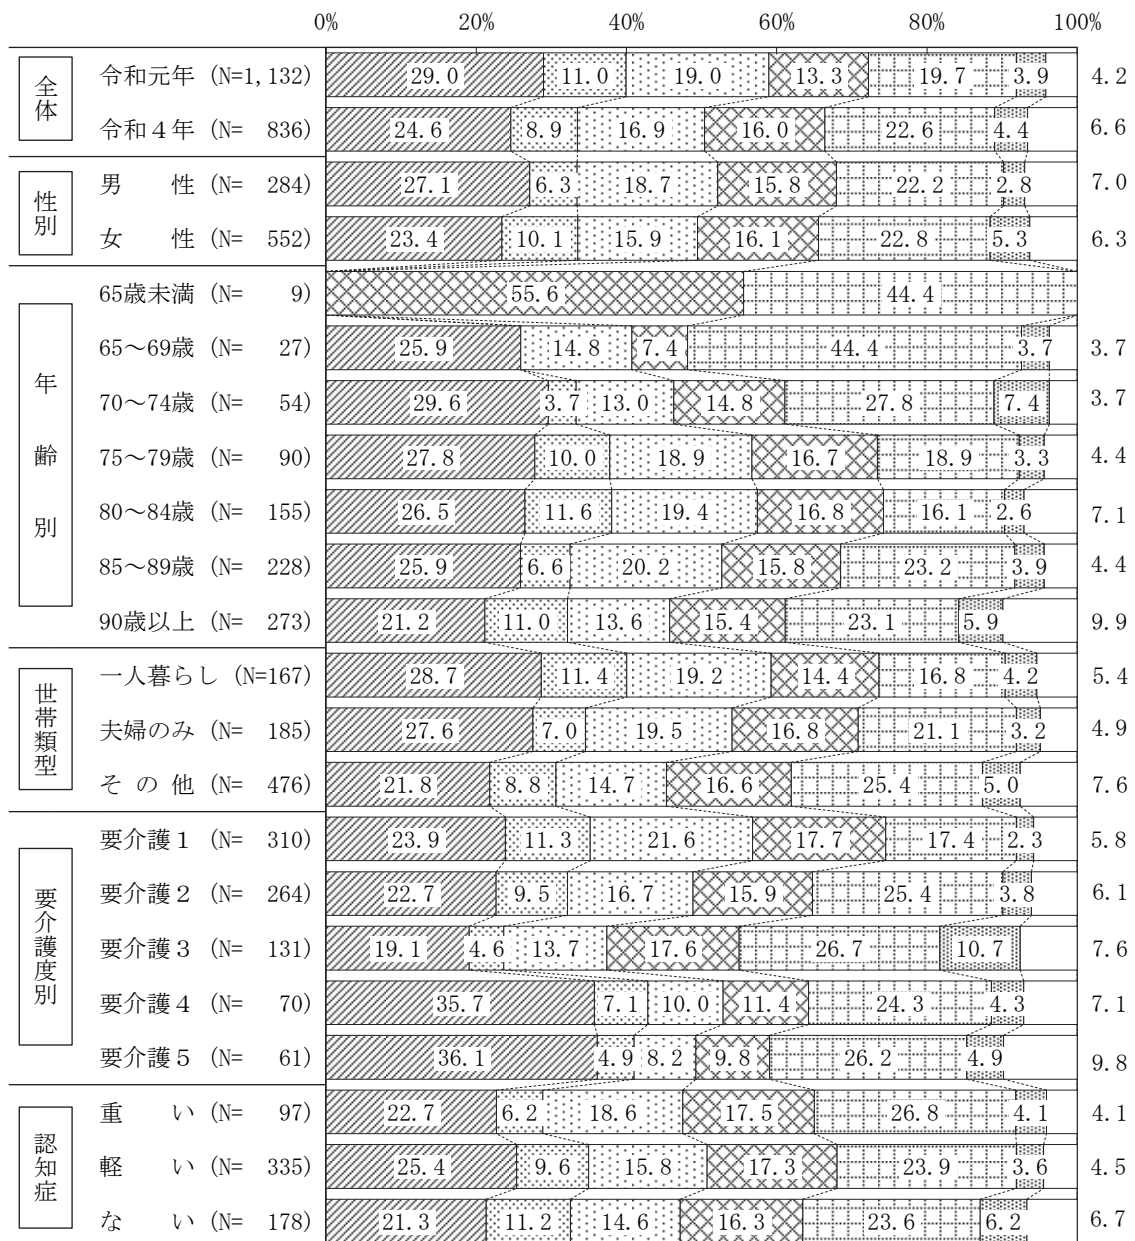 0% 20% 40% 60% 80% 100%
全体
令和元年 (N=1,132) 29.0 11.0 19.0 13.3 19.7 3.9 4.2
令和４年 (N= 836) 24.6 8.9 16.9 16.0 22.6 4.4 6.6
性別
男 性 (N= 284) 27.1 6.3 18.7 15.8 22.2 2.8 7.0
女 性 (N= 552) 23.4 10.1 15.9 16.1 22.8 5.3 6.3
年齢別
65歳未満 (N= 9) 55.6 44.4
65～69歳 (N= 27) 25.9 14.8 7.4 44.4 3.7 3.7
70～74歳 (N= 54) 29.6 3.7 13.0 14.8 27.8 7.4 3.7
75～79歳 (N= 90) 27.8 10.0 18.9 16.7 18.9 3.3 4.4
80～84歳 (N= 155) 26.5 11.6 19.4 16.8 16.1 2.6 7.1
85～89歳 (N= 228) 25.9 6.6 20.2 15.8 23.2 3.9 4.4
90歳以上 (N= 273) 21.2 11.0 13.6 15.4 23.1 5.9 9.9
世帯類型
一人暮らし (N=167) 28.7 11.4 19.2 14.4 16.8 4.2 5.4
夫婦のみ (N= 185) 27.6 7.0 19.5 16.8 21.1 3.2 4.9
そ の 他 (N= 476) 21.8 8.8 14.7 16.6 25.4 5.0 7.6
要介護度別
要介護１ (N= 310) 23.9 11.3 21.6 17.7 17.4 2.3 5.8
要介護２ (N= 264) 22.7 9.5 16.7 15.9 25.4 3.8 6.1
要介護３ (N= 131) 19.1 4.6 13.7 17.6 26.7 10.7 7.6
要介護４ (N= 70) 35.7 7.1 10.0 11.4 24.3 4.3 7.1
要介護５ (N= 61) 36.1 4.9 8.2 9.8 26.2 4.9 9.8
認知症
重 い (N= 97) 22.7 6.2 18.6 17.5 26.8 4.1 4.1
軽 い (N= 335) 25.4 9.6 15.8 17.3 23.9 3.6 4.5
な い (N= 178) 21.3 11.2 14.6 16.3 23.6 6.2 6.7